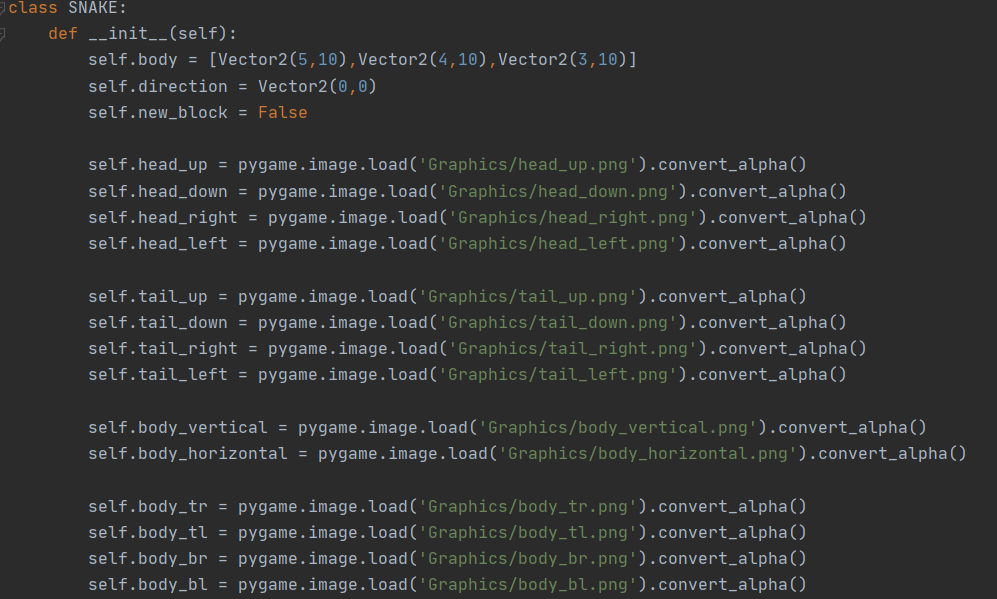 class SNAKE:
    def __init__(self):
        self.body = [Vector2(5,10),Vector2(4,10),Vector2(3,10)]
        self.direction = Vector2(0,0)
        self.new_block = False

        self.head_up = pygame.image.load('Graphics/head_up.png').convert_alpha()
        self.head_down = pygame.image.load('Graphics/head_down.png').convert_alpha()
        self.head_right = pygame.image.load('Graphics/head_right.png').convert_alpha()
        self.head_left = pygame.image.load('Graphics/head_left.png').convert_alpha()

        self.tail_up = pygame.image.load('Graphics/tail_up.png').convert_alpha()
        self.tail_down = pygame.image.load('Graphics/tail_down.png').convert_alpha()
        self.tail_right = pygame.image.load('Graphics/tail_right.png').convert_alpha()
        self.tail_left = pygame.image.load('Graphics/tail_left.png').convert_alpha()

        self.body_vertical = pygame.image.load('Graphics/body_vertical.png').convert_alpha()
        self.body_horizontal = pygame.image.load('Graphics/body_horizontal.png').convert_alpha()

        self.body_tr = pygame.image.load('Graphics/body_tr.png').convert_alpha()
        self.body_tl = pygame.image.load('Graphics/body_tl.png').convert_alpha()
        self.body_br = pygame.image.load('Graphics/body_br.png').convert_alpha()
        self.body_bl = pygame.image.load('Graphics/body_bl.png').convert_alpha()